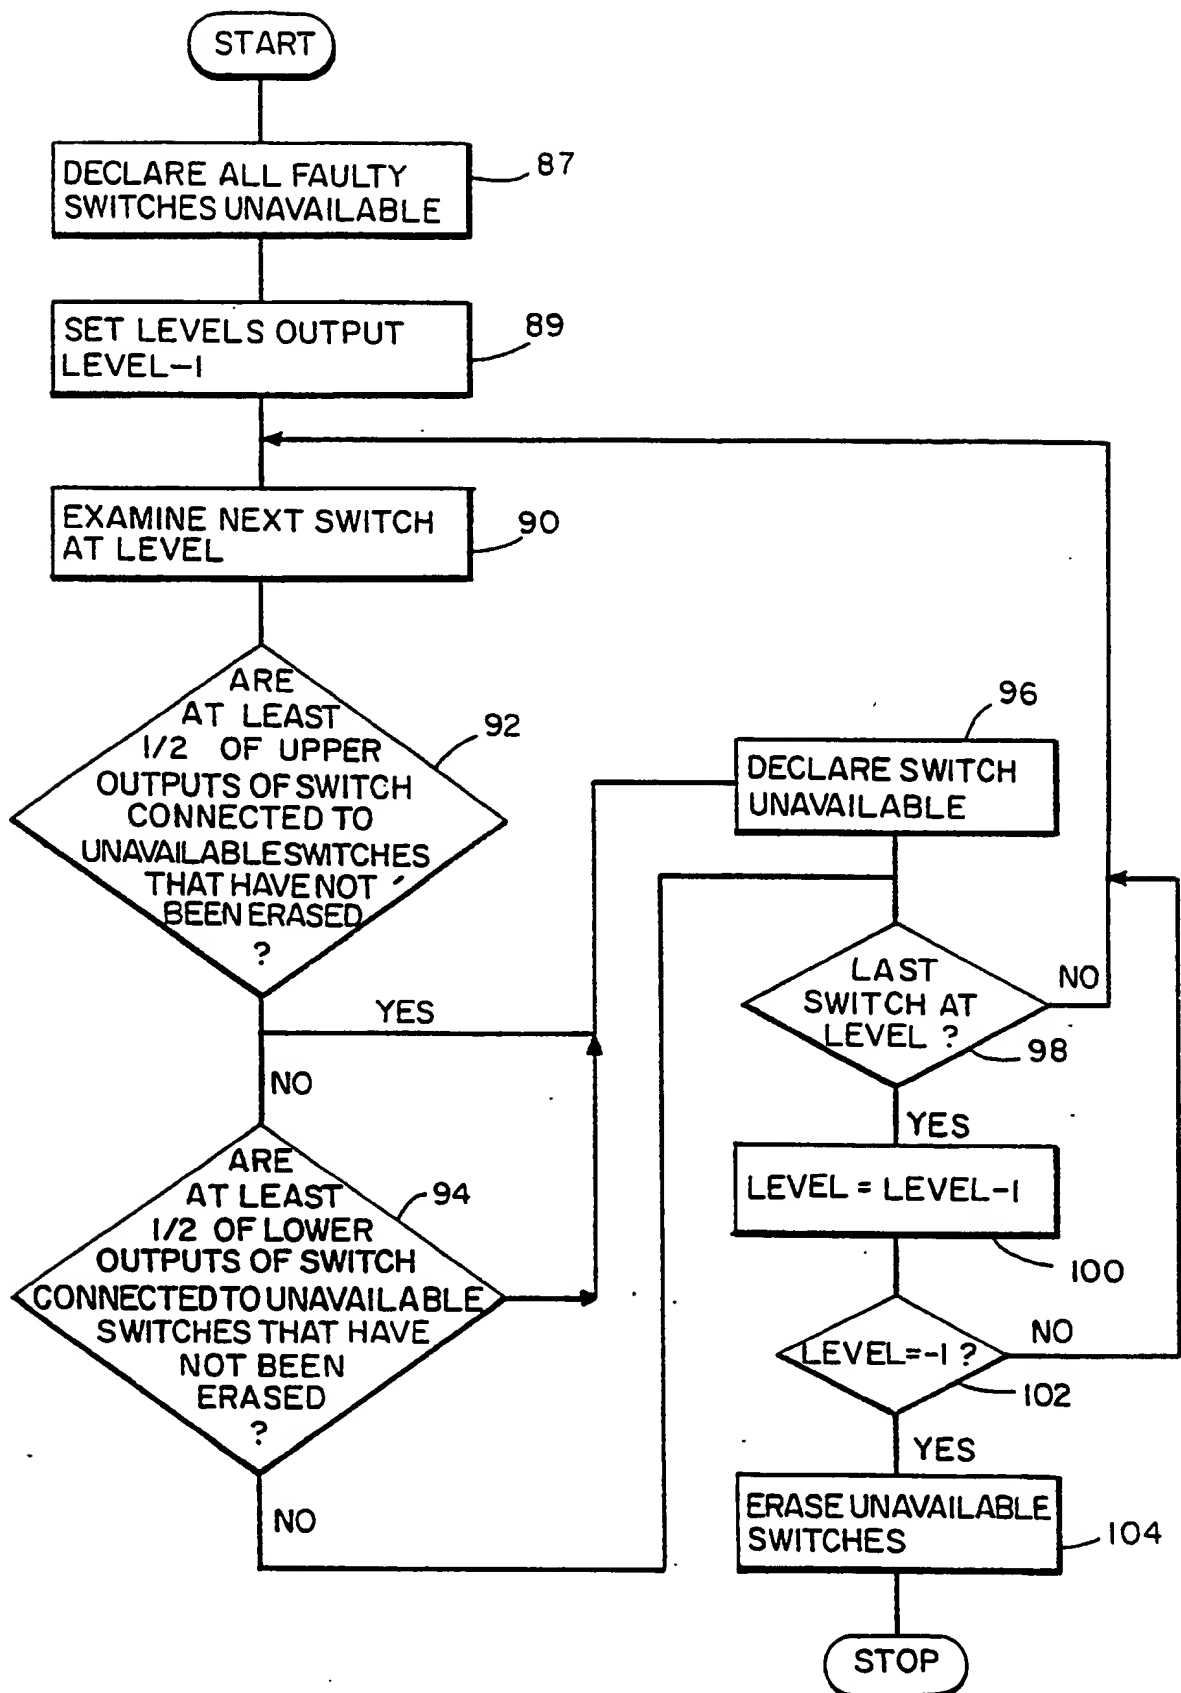 START
DECLARE ALL FAULTY
SWITCHES UNAVAILABLE
87
SET LEVELS OUTPUT
LEVEL-1
89
EXAMINE NEXT SWITCH
AT LEVEL
90
ARE
AT LEAST
1/2 OF UPPER
OUTPUTS OF SWITCH
CONNECTED TO
UNAVAILABLE SWITCHES
THAT HAVE NOT
BEEN ERASED
?
92
YES
NO
ARE
AT LEAST
1/2 OF LOWER
OUTPUTS OF SWITCH
CONNECTED TO UNAVAILABLE
SWITCHES THAT HAVE
NOT BEEN
ERASED
?
94
NO
96
DECLARE SWITCH
UNAVAILABLE
LAST
SWITCH AT
LEVEL ?
NO
98
YES
LEVEL = LEVEL-1
100
LEVEL=-1 ?
NO
102
YES
ERASE UNAVAILABLE
SWITCHES
104
STOP